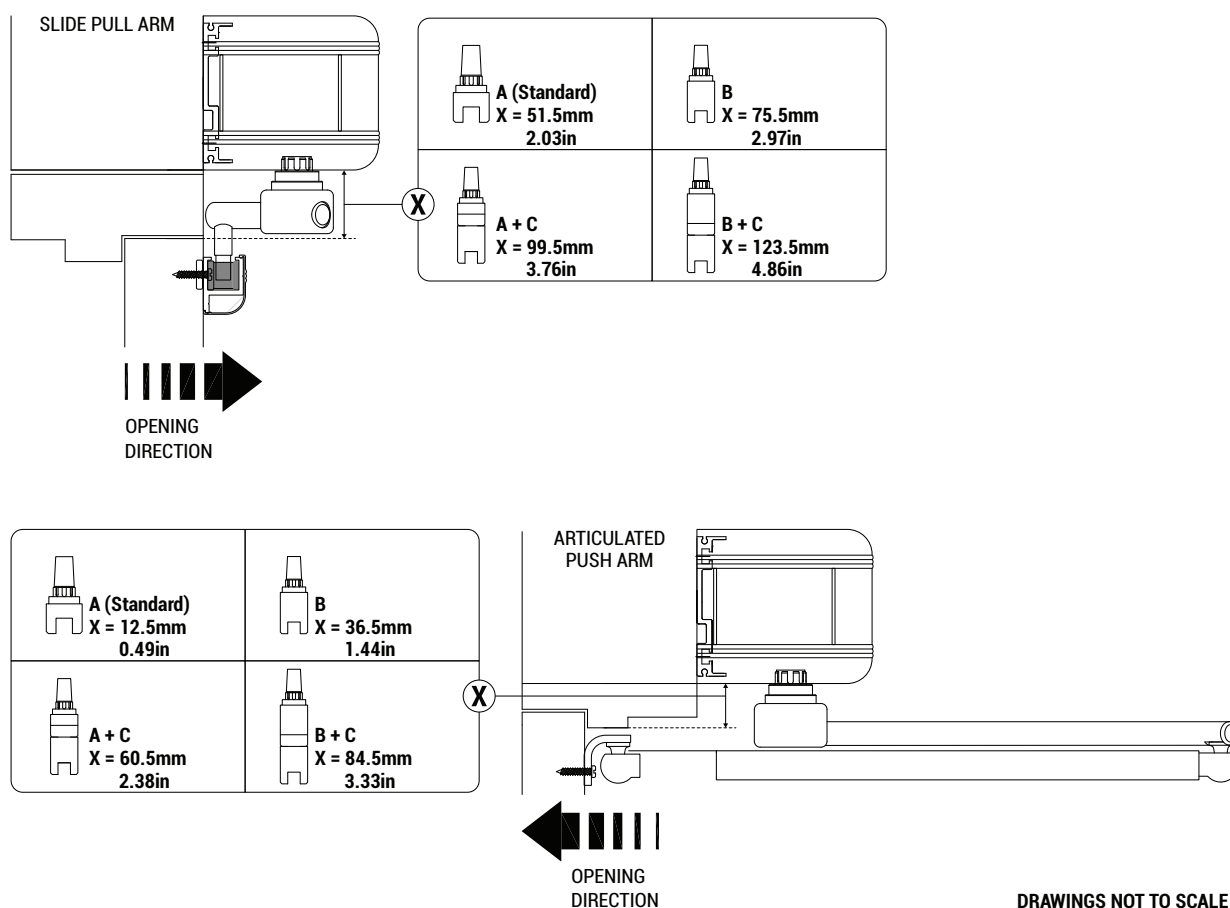 SLIDE PULL ARM
A (Standard)
X = 51.5mm
2.03in
B
X = 75.5mm
2.97in
A + C
X = 99.5mm
3.76in
B + C
X = 123.5mm
4.86in
X
OPENING
DIRECTION
ARTICULATED
PUSH ARM
A (Standard)
X = 12.5mm
0.49in
B
X = 36.5mm
1.44in
A + C
X = 60.5mm
2.38in
B + C
X = 84.5mm
3.33in
X
OPENING
DIRECTION
DRAWINGS NOT TO SCALE